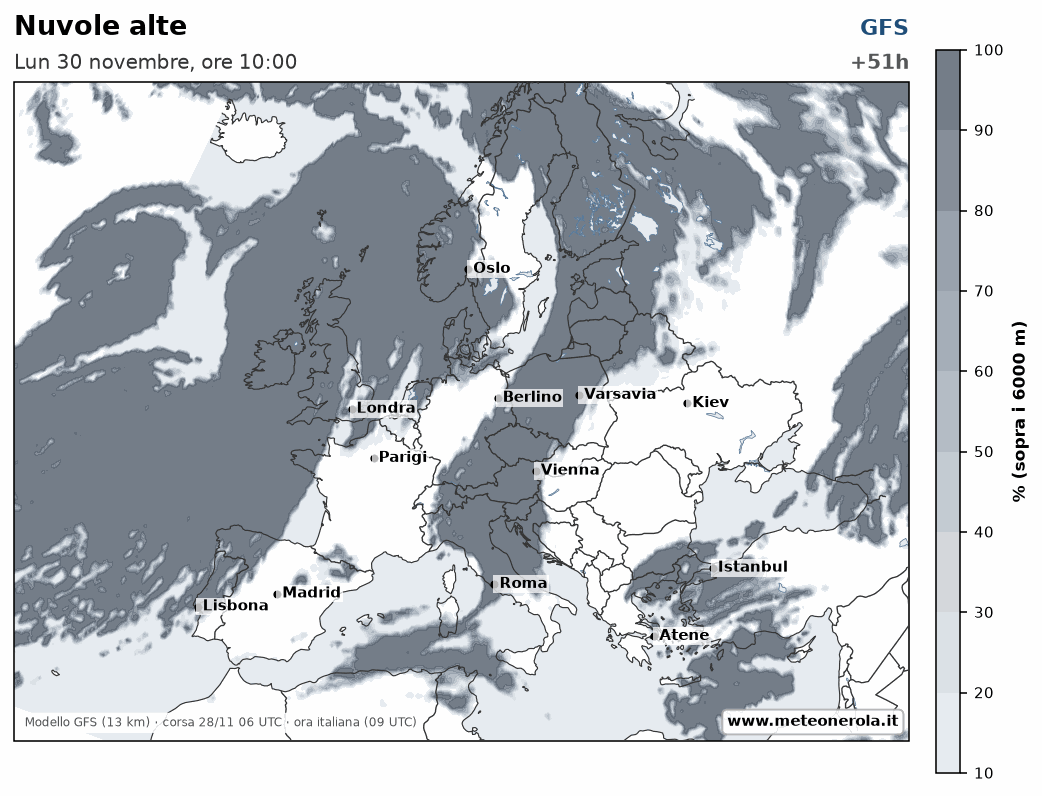 Nuvole alte
GFS
Lun 30 novembre, ore 10:00
+51h
100
90
80
70
60
50
40
30
20
10
% (sopra i 6000 m)
Oslo
Berlino
Varsavia
Kiev
Londra
Parigi
Vienna
Istanbul
Roma
Madrid
Lisbona
Atene
Modello GFS (13 km) · corsa 28/11 06 UTC · ora italiana (09 UTC)
www.meteonerola.it